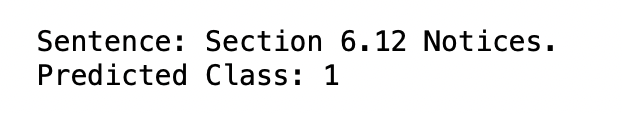 Sentence: Section 6.12 Notices.
Predicted Class: 1